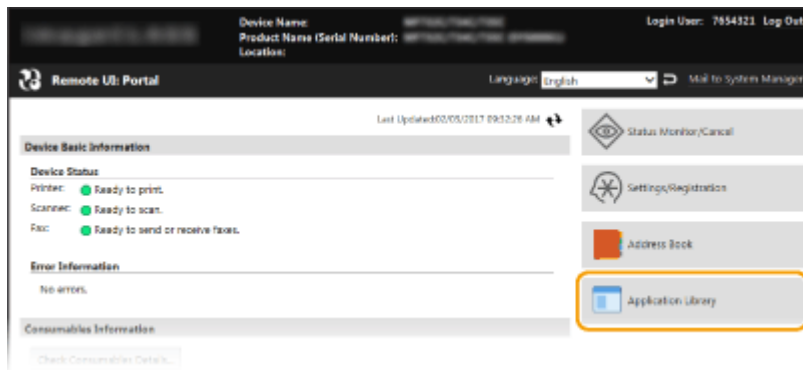 Device Name:
Login User: 7654321 Log Out
Product Name (Serial Number):
Location:
Remote UI: Portal
Language: English
Mail to System Manager
Last Updated:02/03/2017 09:32:26 AM
Status Monitor/Cancel
Device Basic Information
Device Status
Printer: Ready to print.
Settings/Registration
Scanner: Ready to scan.
Fax: Ready to send or receive faxes.
Address Book
Error Information
No errors.
Application Library
Consumables Information
Check Consumables Details...